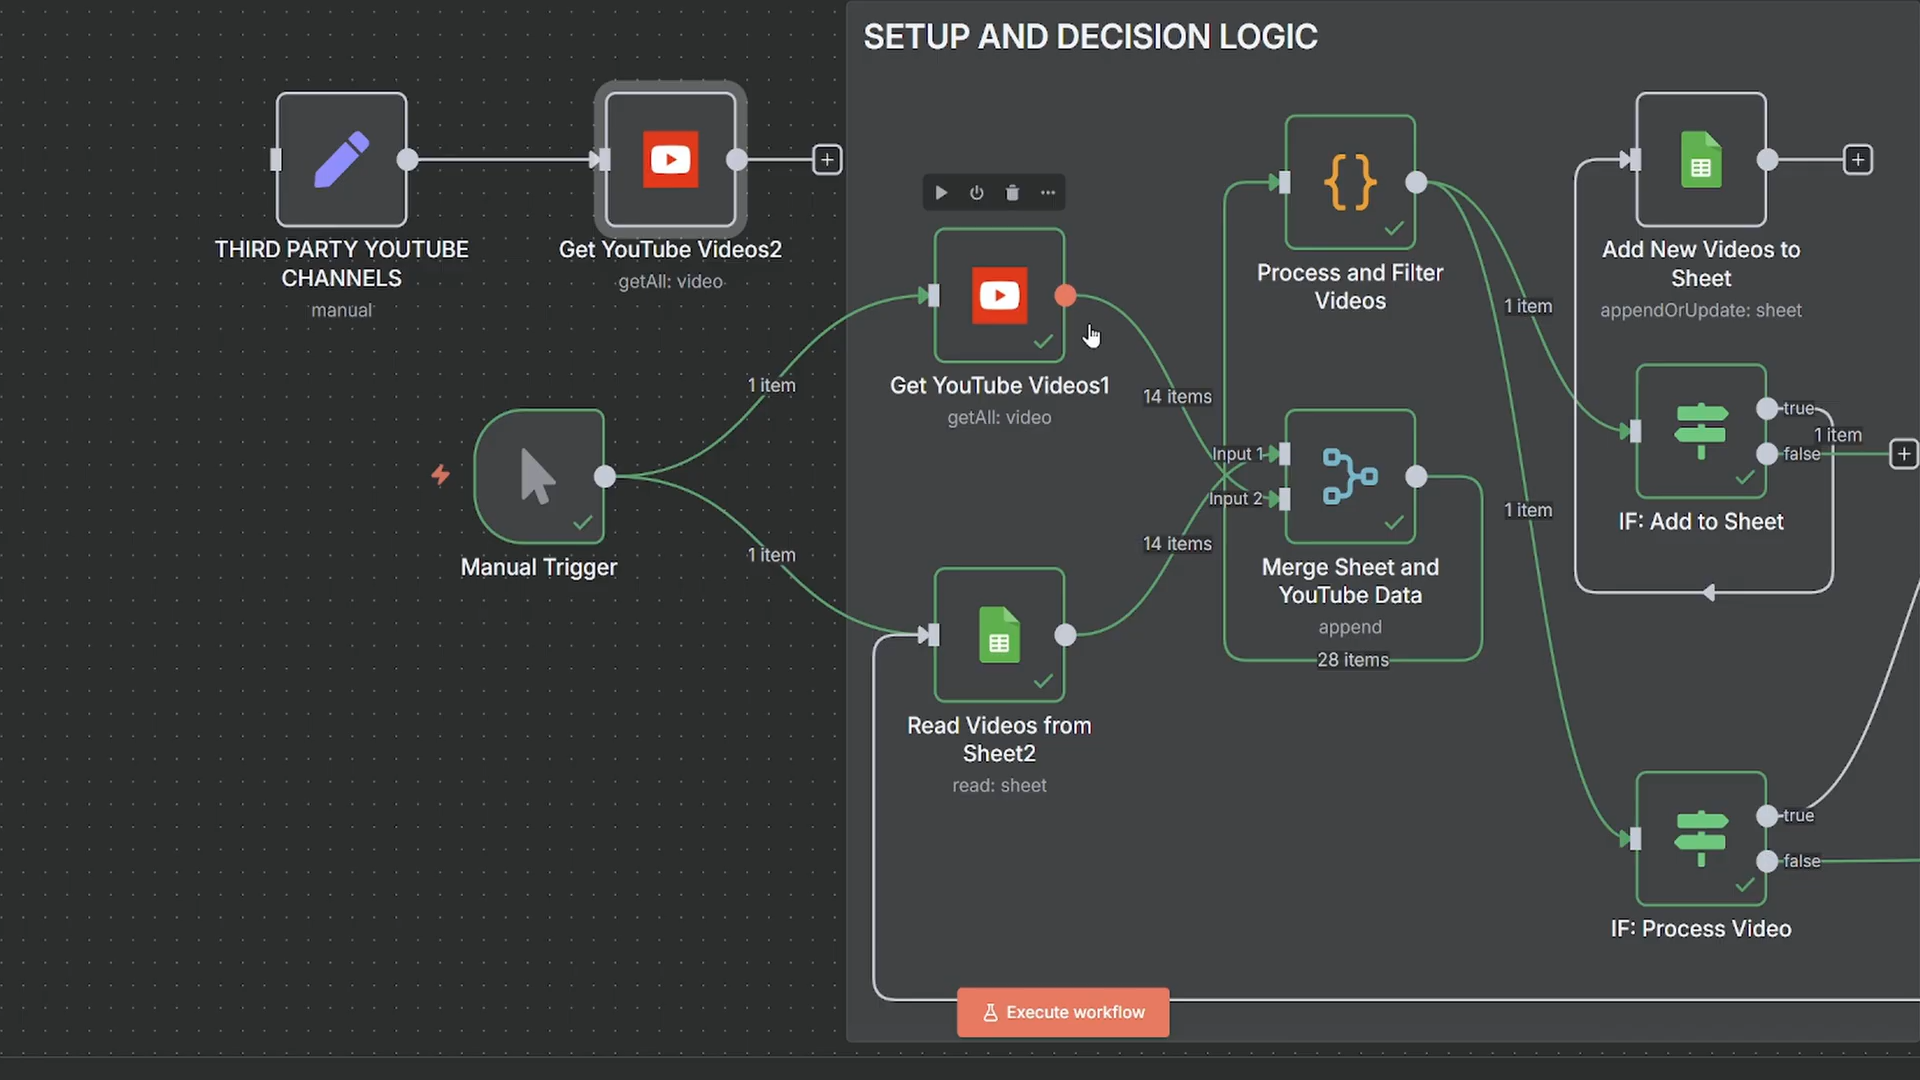 SETUP AND DECISION LOGIC
THIRD PARTY YOUTUBE
CHANNELS
manual
Get YouTube Videos2
getAll: video
Get YouTube Videos1
getAll: video
Process and Filter
Videos
Add New Videos to
Sheet
appendOrUpdate: sheet
1 item
1 item
14 items
14 items
Input 1
Input 2
Manual Trigger
Merge Sheet and
YouTube Data
append
28 items
1 item
1 item
true
1 item
false
IF: Add to Sheet
Read Videos from
Sheet2
read: sheet
true
false
IF: Process Video
Execute workflow